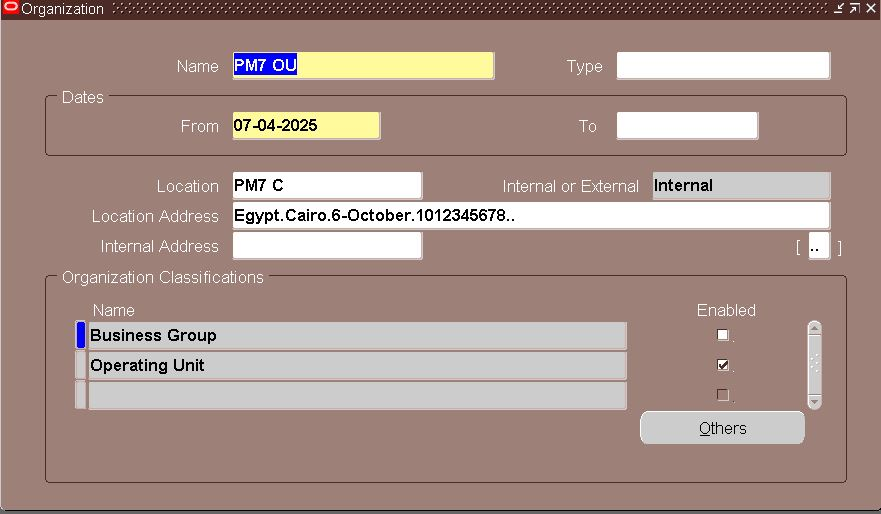 Organization
Name PM7 OU Type
Dates
From 07-04-2025 To
Location PM7 C Internal or External Internal
Location Address Egypt.Cairo.6-October.1012345678..
Internal Address [ .. ]
Organization Classifications
Name Enabled
Business Group .
Operating Unit .
.
Others